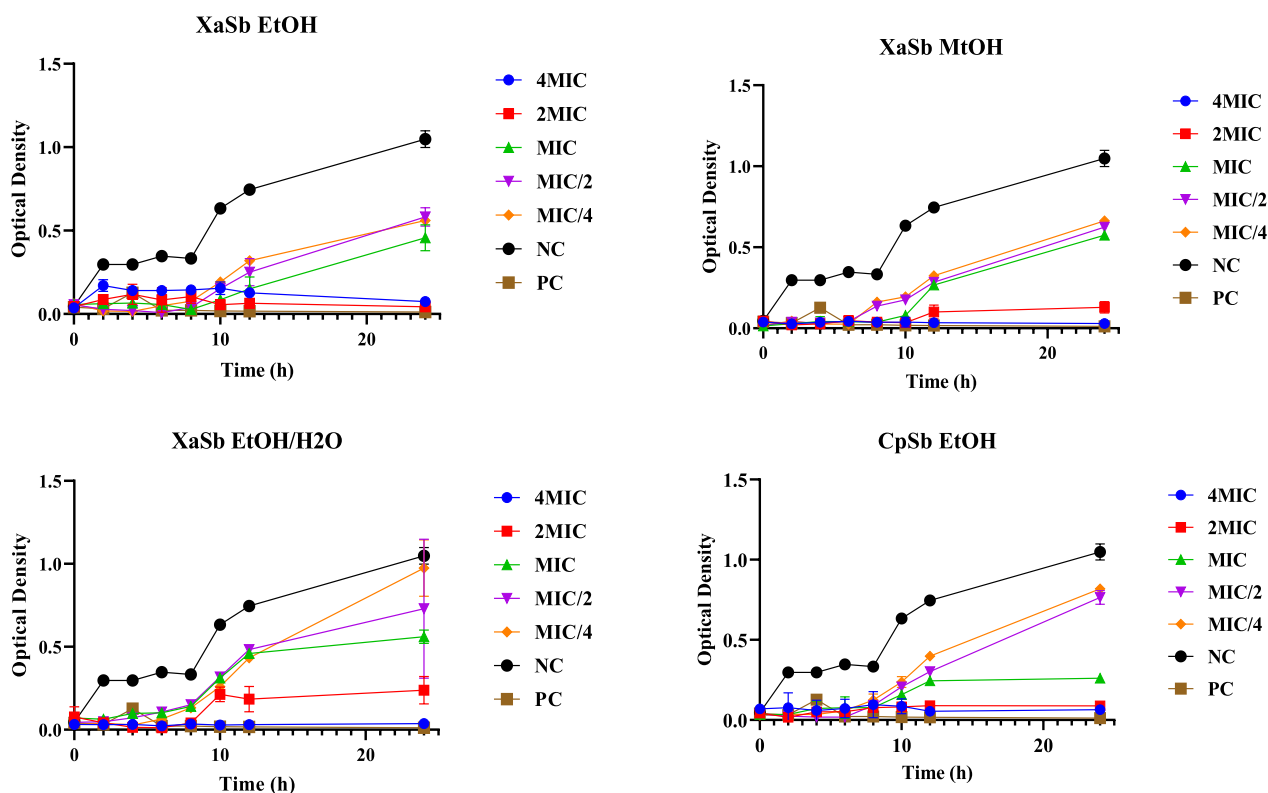 XaSb EtOH
1.5
1.0
0.5
0.0
0
20
Optical Density
Time (h)
4MIC
2MIC
MIC
MIC/2
MIC/4
NC
PC
XaSb MtOH
1.5
1.0
0.5
0.0
0
10
20
Optical Density
Time (h)
4MIC
2MIC
MIC
MIC/2
MIC/4
NC
PC
XaSb EtOH/H2O
1.5
1.0
0.5
0.0
0
10
20
Optical Density
Time (h)
4MIC
2MIC
MIC
MIC/2
MIC/4
NC
PC
CpSb EtOH
1.5
1.0
0.5
0.0
0
10
20
Optical Density
Time (h)
4MIC
2MIC
MIC
MIC/2
MIC/4
NC
PC